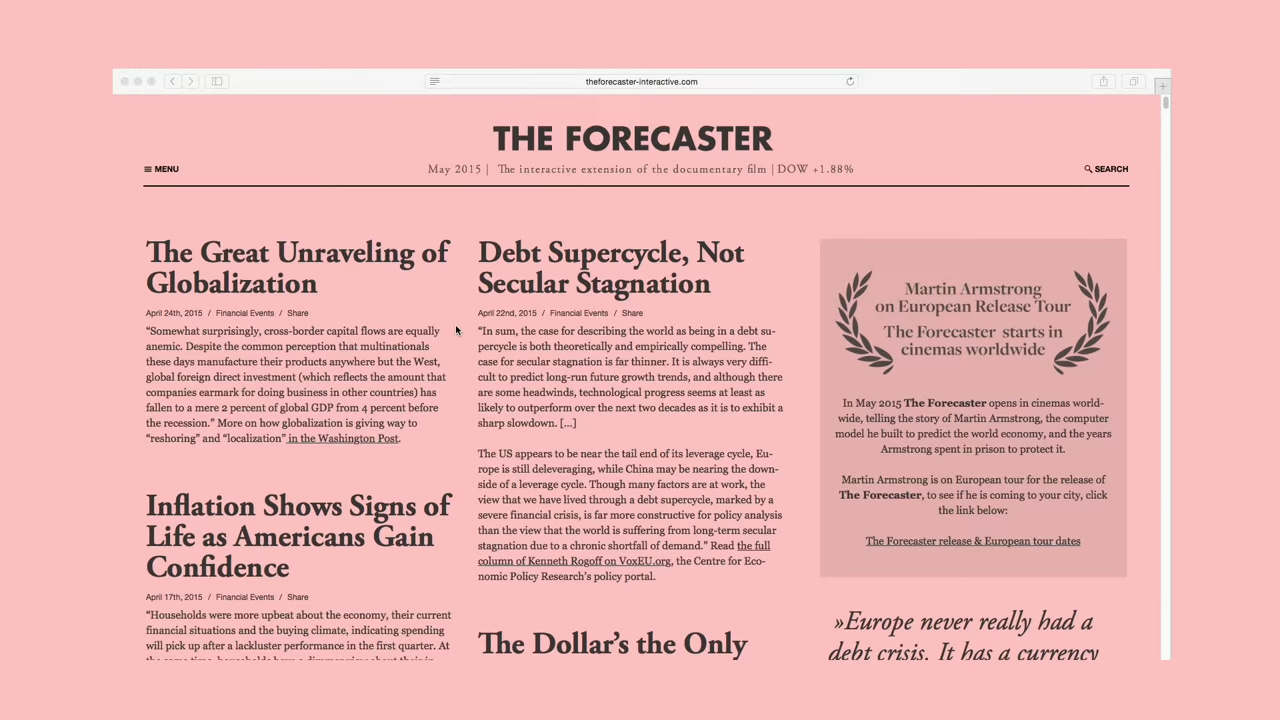 theforecaster-interactive.com
THE FORECASTER
MENU
May 2015 | The interactive extension of the documentary film | DOW +1.88%
SEARCH
The Great Unraveling of
Globalization
April 24th, 2015 / Financial Events / Share
“Somewhat surprisingly, cross-border capital flows are equally
anemic. Despite the common perception that multinationals
these days manufacture their products anywhere but the West,
global foreign direct investment (which reflects the amount that
companies earmark for doing business in other countries) has
fallen to a mere 2 percent of global GDP from 4 percent before
the recession.” More on how globalization is giving way to
“reshoring” and “localization” in the Washington Post.
Inflation Shows Signs of
Life as Americans Gain
Confidence
April 17th, 2015 / Financial Events / Share
“Households were more upbeat about the economy, their current
financial situations and the buying climate, indicating spending
will pick up after a lackluster performance in the first quarter. At
the same time, households have a dimmer view about their in-
Debt Supercycle, Not
Secular Stagnation
April 22nd, 2015 / Financial Events / Share
“In sum, the case for describing the world as being in a debt su-
percycle is both theoretically and empirically compelling. The
case for secular stagnation is far thinner. It is always very diffi-
cult to predict long-run future growth trends, and although there
are some headwinds, technological progress seems at least as
likely to outperform over the next two decades as it is to exhibit a
sharp slowdown. [...]
The US appears to be near the tail end of its leverage cycle, Eu-
rope is still deleveraging, while China may be nearing the down-
side of a leverage cycle. Though many factors are at work, the
view that we have lived through a debt supercycle, marked by a
severe financial crisis, is far more constructive for policy analysis
than the view that the world is suffering from long-term secular
stagnation due to a chronic shortfall of demand.” Read the full
column of Kenneth Rogoff on VoxEU.org, the Centre for Eco-
nomic Policy Research’s policy portal.
The Dollar’s the Only
Martin Armstrong
on European Release Tour
The Forecaster starts in
cinemas worldwide
In May 2015 The Forecaster opens in cinemas world-
wide, telling the story of Martin Armstrong, the computer
model he built to predict the world economy, and the years
Armstrong spent in prison to protect it.
Martin Armstrong is on European tour for the release of
The Forecaster, to see if he is coming to your city, click
the link below:
The Forecaster release & European tour dates
»Europe never really had a
debt crisis. It has a currency